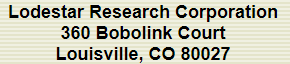 Lodestar Research Corporation
360 Bobolink Court
Louisville, CO 80027